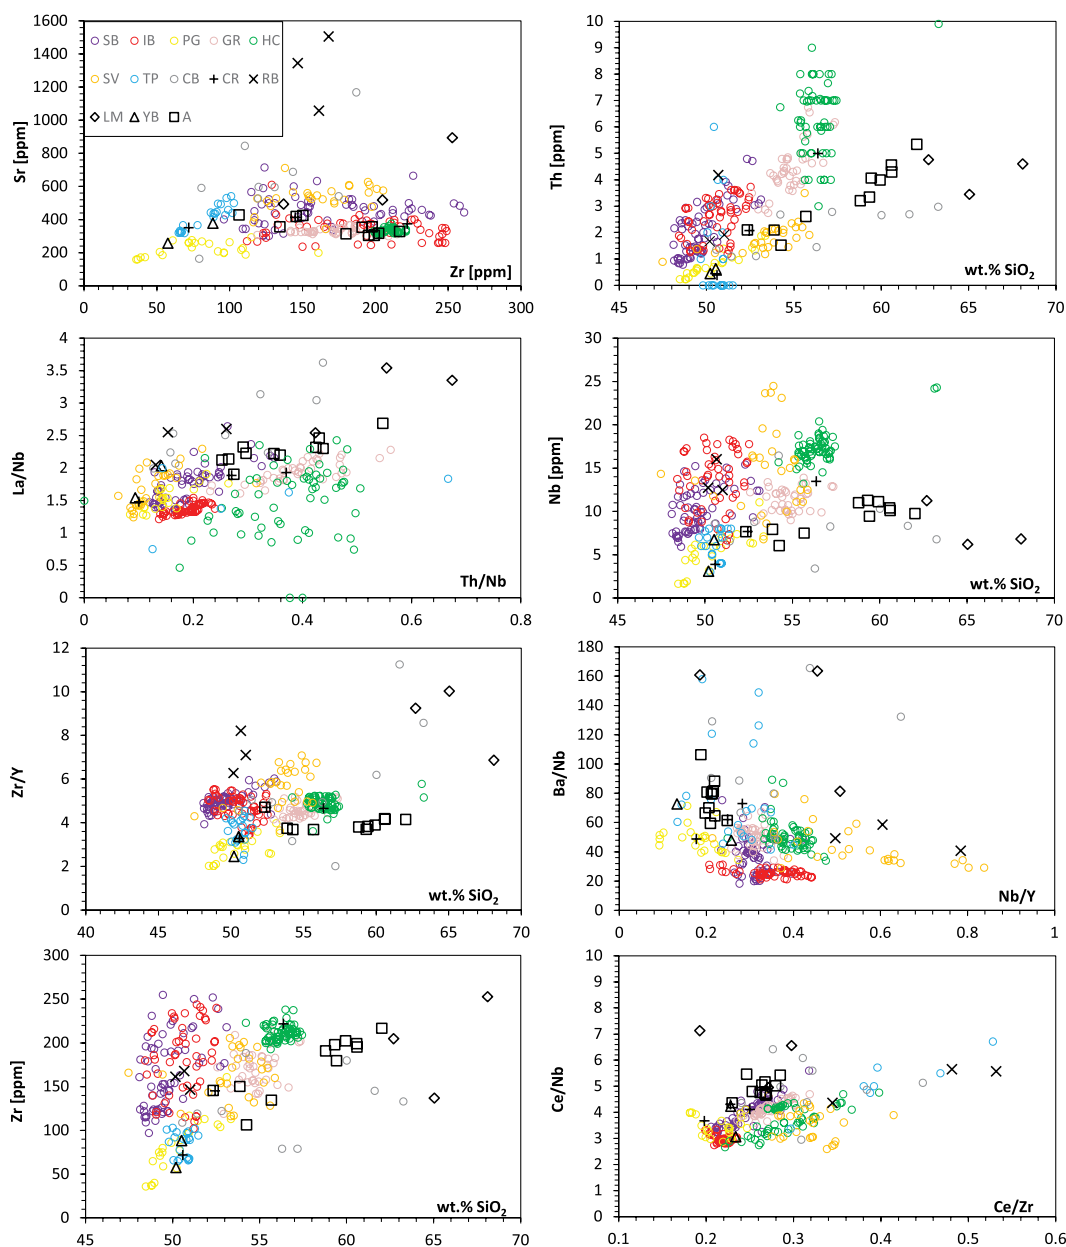 1600
1400
1200
1000
800
600
400
200
0
Sr [ppm]
SB IB PG GR HC
SV TP CB CR RB
LM YB A
Zr [ppm]
0 50 100 150 200 250 300
10
9
8
7
6
5
4
3
2
1
0
Th [ppm]
wt.% SiO2
45 50 55 60 65 70
4
3.5
3
2.5
2
1.5
1
0.5
0
La/Nb
Th/Nb
0 0.2 0.4 0.6 0.8
30
25
20
15
10
5
0
Nb [ppm]
wt.% SiO2
45 50 55 60 65 70
12
10
8
6
4
2
0
Zr/Y
wt.% SiO2
40 45 50 55 60 65 70
180
160
140
120
100
80
60
40
20
0
Ba/Nb
Nb/Y
0 0.2 0.4 0.6 0.8 1
300
250
200
150
100
50
0
Zr [ppm]
wt.% SiO2
45 50 55 60 65 70
10
9
8
7
6
5
4
3
2
1
0
Ce/Nb
Ce/Zr
0.1 0.2 0.3 0.4 0.5 0.6